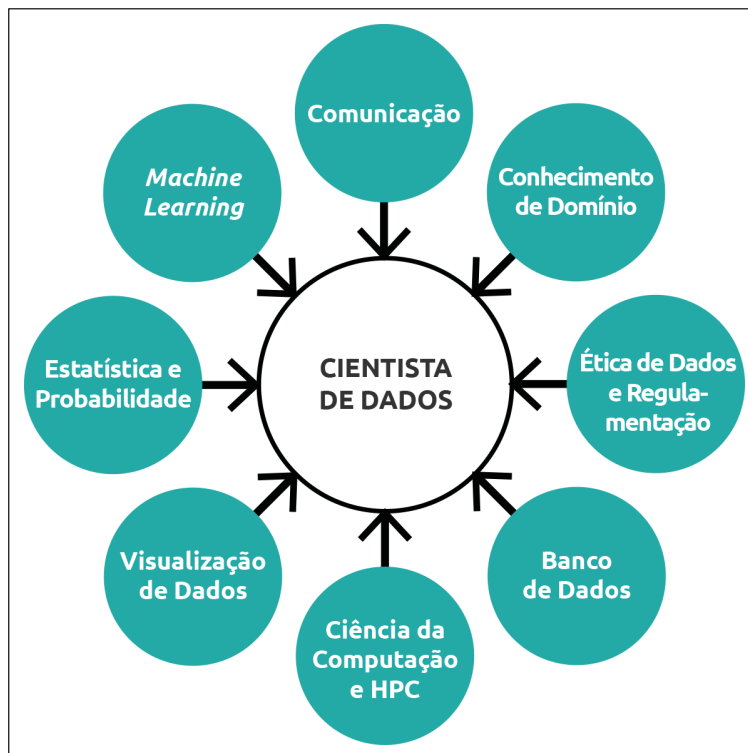 Comunicação
Conhecimento
de Domínio
Ética de Dados
e Regula-
mentação
Banco
de Dados
Ciência da
Computação
e HPC
Visualização
de Dados
Estatística e
Probabilidade
Machine
Learning
CIENTISTA
DE DADOS